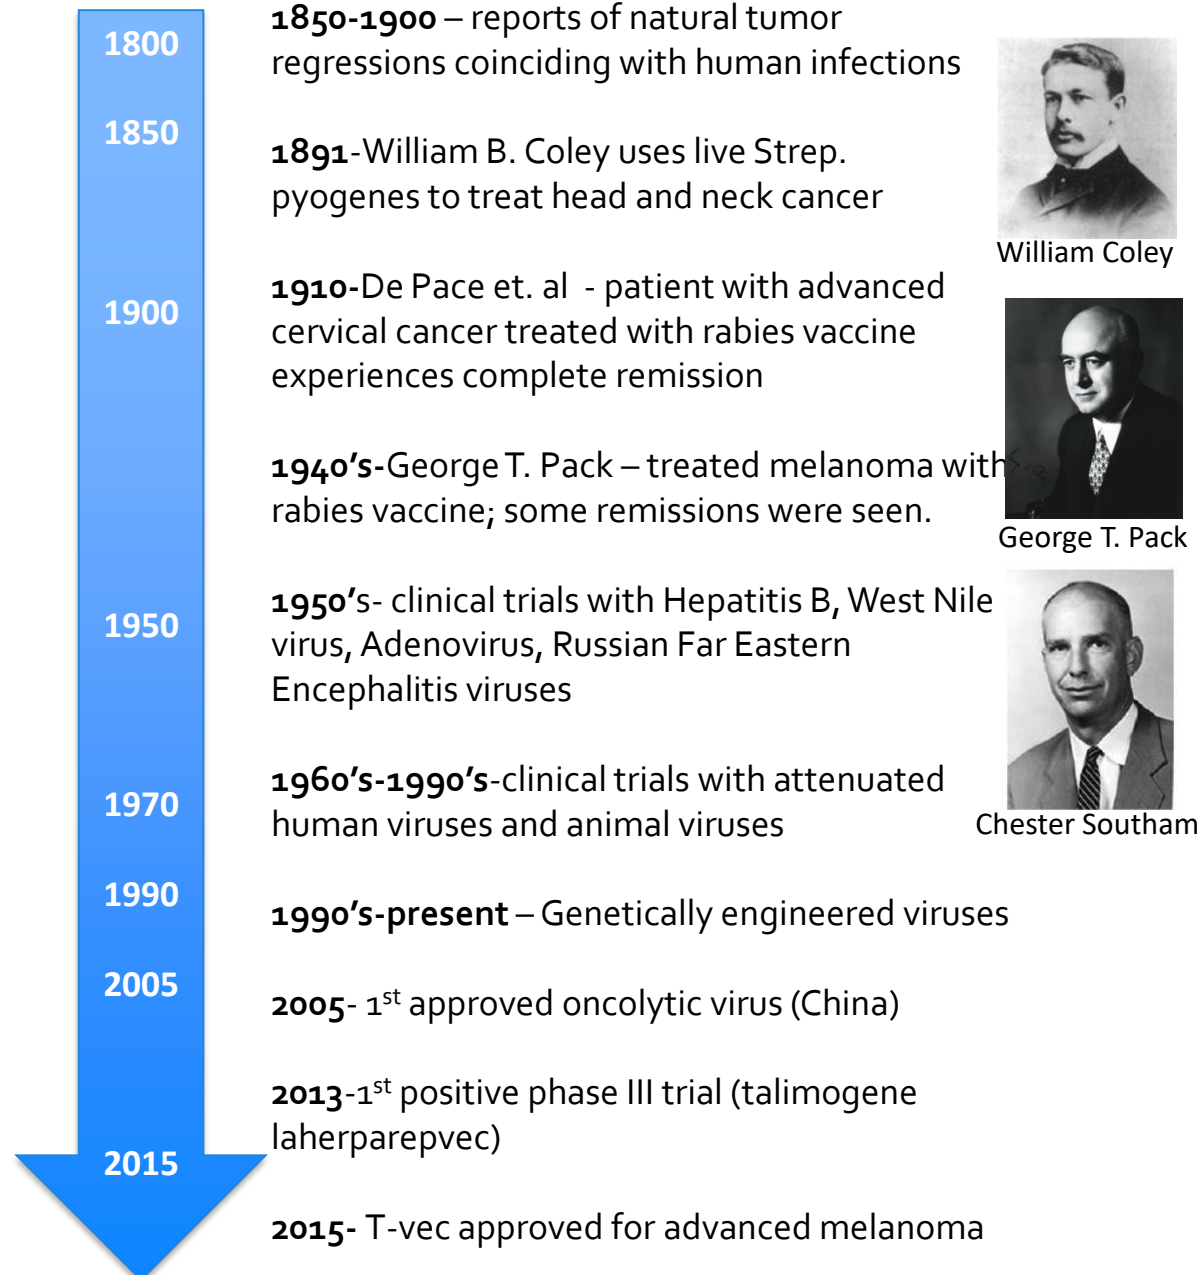 1800
1850
1900
1950
1970
1990
2005
2015
1850-1900 – reports of natural tumor
regressions coinciding with human infections
1891-William B. Coley uses live Strep.
pyogenes to treat head and neck cancer
1910-De Pace et. al - patient with advanced
cervical cancer treated with rabies vaccine
experiences complete remission
1940's-George T. Pack – treated melanoma with
rabies vaccine; some remissions were seen.
1950's- clinical trials with Hepatitis B, West Nile
virus, Adenovirus, Russian Far Eastern
Encephalitis viruses
1960's-1990's-clinical trials with attenuated
human viruses and animal viruses
1990's-present – Genetically engineered viruses
2005- 1st approved oncolytic virus (China)
2013-1st positive phase III trial (talimogene
laherparepvec)
2015- T-vec approved for advanced melanoma
William Coley
George T. Pack
Chester Southam